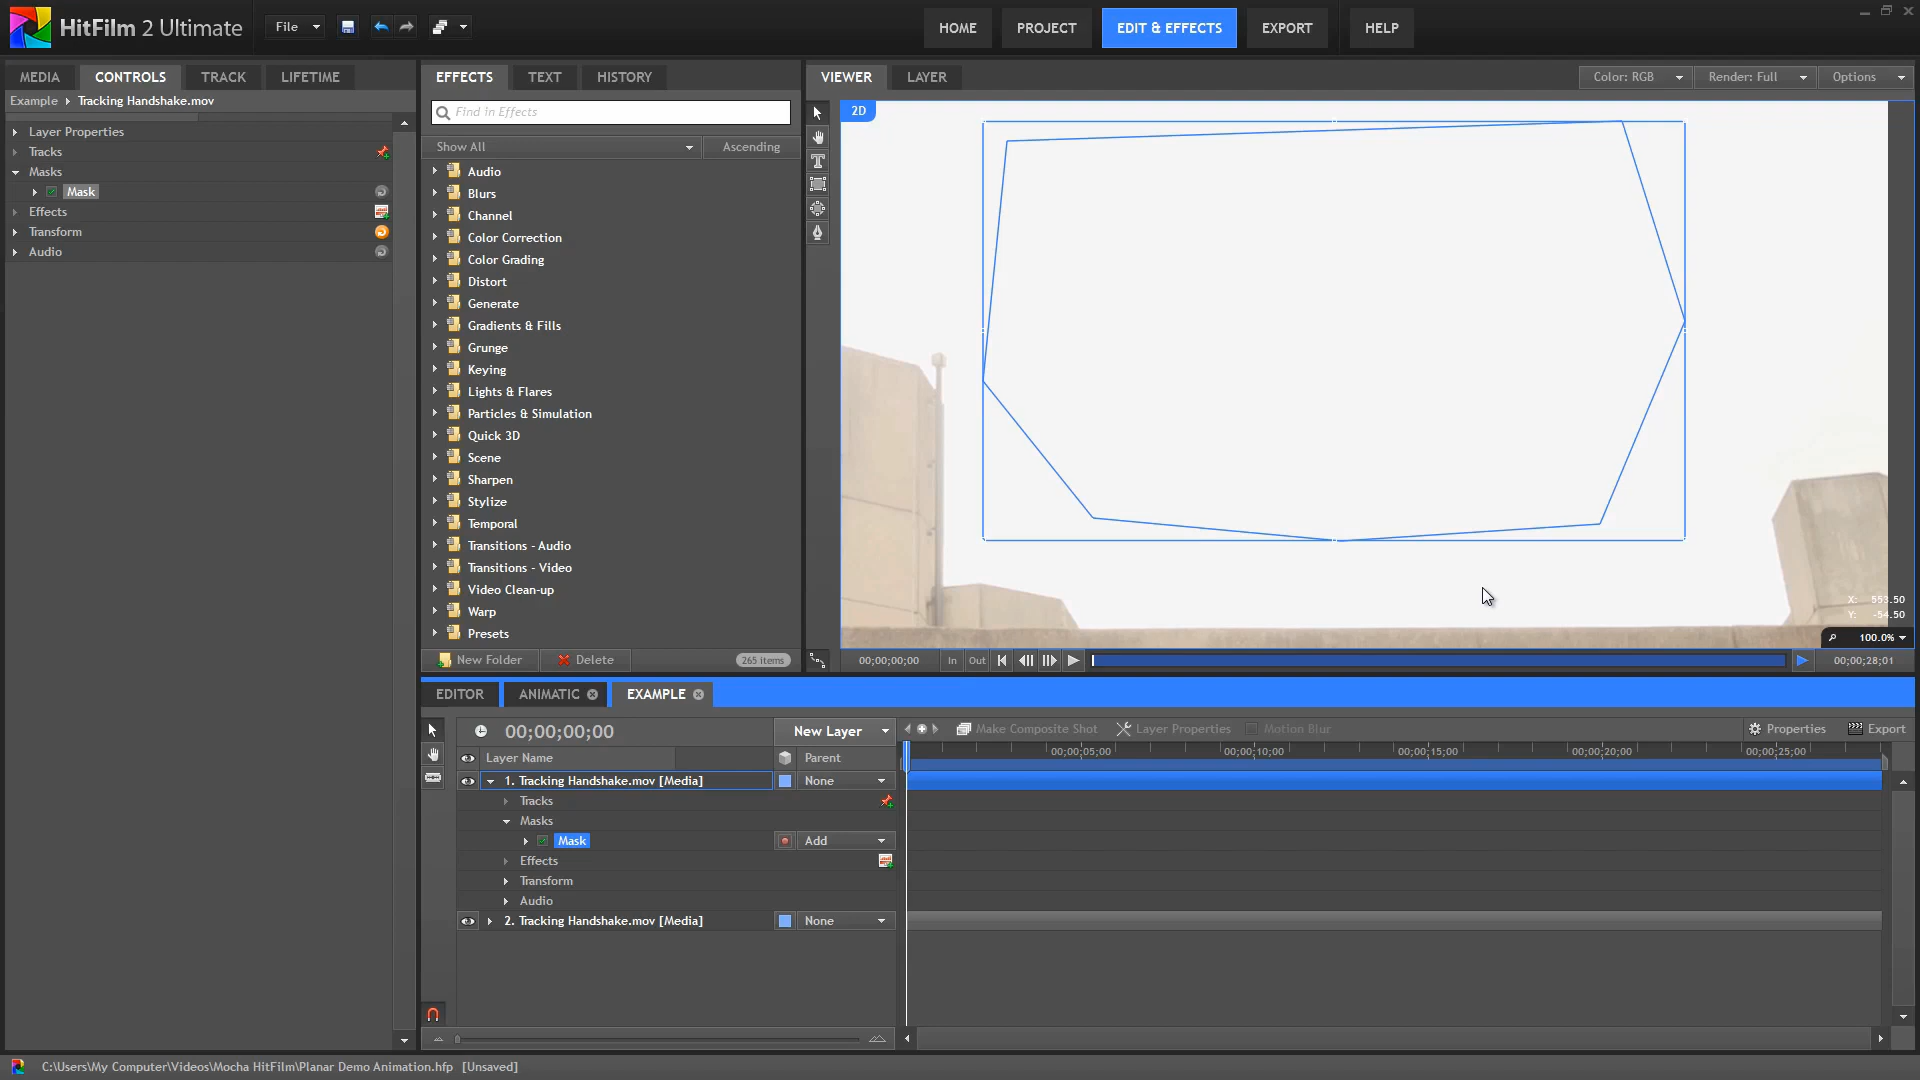 HitFilm 2 Ultimate
File
HOME
PROJECT
EDIT & EFFECTS
EXPORT
HELP
MEDIA
CONTROLS
TRACK
LIFETIME
Example
Tracking Handshake.mov
Layer Properties
Tracks
Masks
Mask
Effects
Transform
Audio
EFFECTS
TEXT
HISTORY
Find in Effects
Show All
Ascending
Audio
Blurs
Channel
Color Correction
Color Grading
Distort
Generate
Gradients & Fills
Grunge
Keying
Lights & Flares
Particles & Simulation
Quick 3D
Scene
Sharpen
Stylize
Temporal
Transitions - Audio
Transitions - Video
Video Clean-up
Warp
Presets
New Folder
Delete
265 items
VIEWER
LAYER
Color: RGB
Render: Full
Options
2D
X: 553.50
Y: -54.50
100.0%
00;00;00;00
In
Out
00;00;28;01
EDITOR
ANIMATIC
EXAMPLE
00;00;00;00
New Layer
Make Composite Shot
Layer Properties
Motion Blur
Properties
Export
Layer Name
Parent
00;00;05;00
00;00;10;00
00;00;15;00
00;00;20;00
00;00;25;00
1. Tracking Handshake.mov [Media]
None
Tracks
Masks
Mask
Add
Effects
Transform
Audio
2. Tracking Handshake.mov [Media]
None
C:\Users\My Computer\Videos\Mocha HitFilm\Planar Demo Animation.hfp [Unsaved]